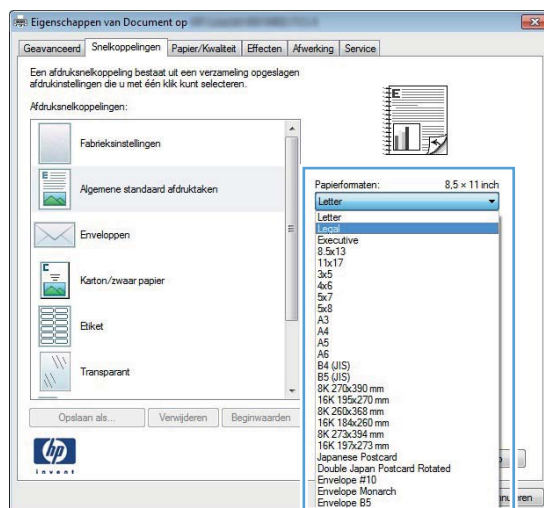 Eigenschappen van Document op
Geavanceerd Snelkoppelingen Papier/Kwaliteit Effecten Afwerking Service
Een afdruksnelkoppeling bestaat uit een verzameling opgeslagen
afdrukinstellingen die u met één klik kunt selecteren.
Afdruksnelkoppelingen:
Fabrieksinstellingen
Algemene standaard afdruktaken
Enveloppen
Karton/zwaar papier
Etiket
Transparant
Opslaan als... Verwijderen Beginwaarden
hp
invent
E
Papierformaten: 8,5 × 11 inch
Letter
Letter
Legal
Executive
8.5x13
11x17
3x5
4x6
5x7
5x8
A3
A4
A5
A6
B4 (JIS)
B5 (JIS)
8K 270x390 mm
16K 195x270 mm
8K 260x368 mm
16K 184x260 mm
8K 273x394 mm
16K 197x273 mm
Japanese Postcard
Double Japan Postcard Rotated
Envelope #10
Envelope Monarch
Envelope B5